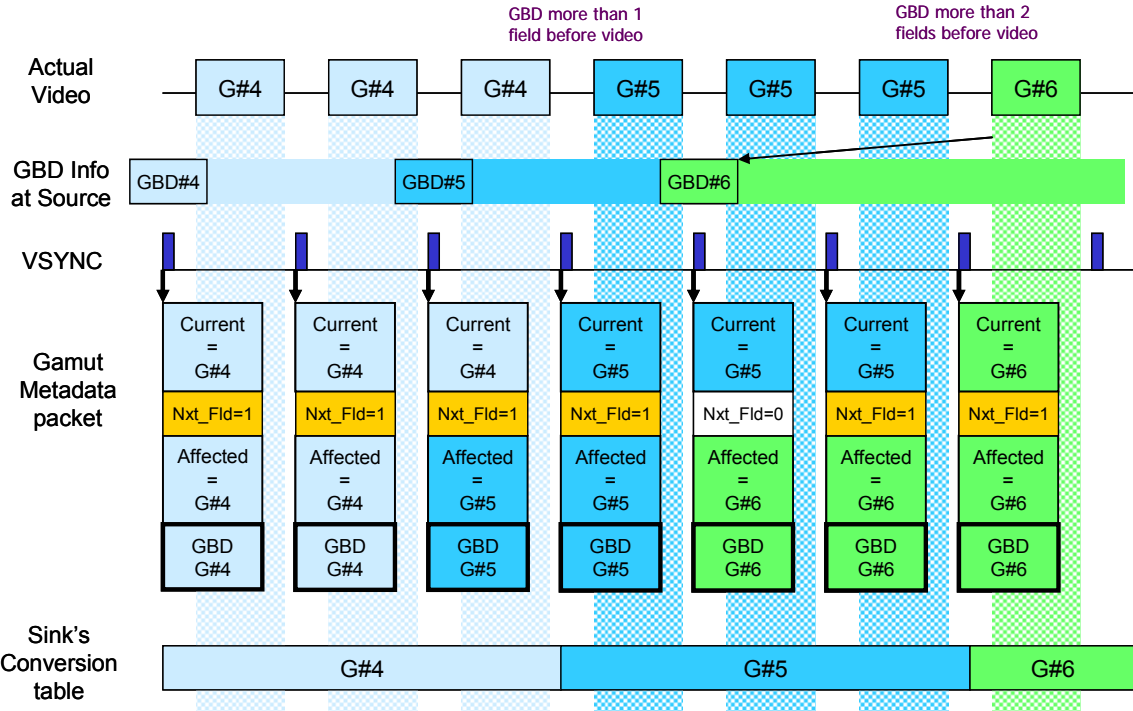 GBD more than 1
field before video
GBD more than 2
fields before video
Actual
Video
G#4
G#4
G#4
G#5
G#5
G#5
G#6
GBD Info
at Source
GBD#4
GBD#5
GBD#6
VSYNC
Gamut
Metadata
packet
Current
=
G#4
Nxt_Fld=1
Affected
=
G#4
GBD
G#4
Current
=
G#4
Nxt_Fld=1
Affected
=
G#4
GBD
G#4
Current
=
G#4
Nxt_Fld=1
Affected
=
G#5
GBD
G#5
Current
=
G#5
Nxt_Fld=1
Affected
=
G#5
GBD
G#5
Current
=
G#5
Nxt_Fld=0
Affected
=
G#6
GBD
G#6
Current
=
G#5
Nxt_Fld=1
Affected
=
G#6
GBD
G#6
Current
=
G#6
Nxt_Fld=1
Affected
=
G#6
GBD
G#6
Sink's
Conversion
table
G#4
G#5
G#6